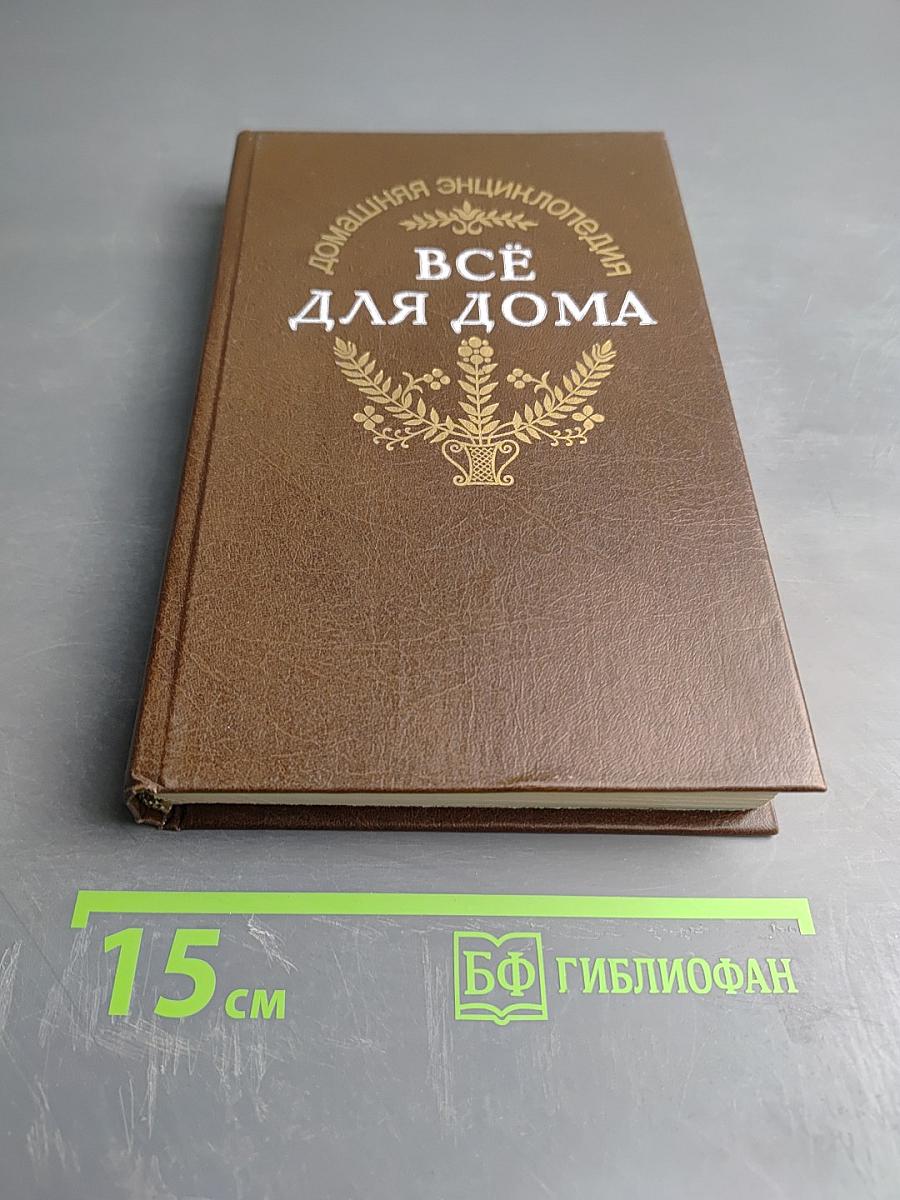 ДОМАШНЯЯ ЭНЦИКЛОПЕДИЯ
ВСЁ
ДЛЯ ДОМА
15 см
БФ ГИБЛИОФАН